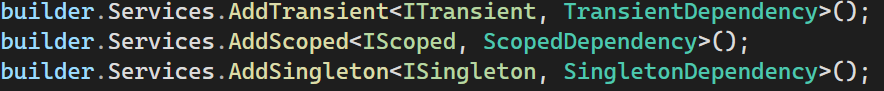 builder.Services.AddTransient<ITransient, TransientDependency>();
builder.Services.AddScoped<IScoped, ScopedDependency>();
builder.Services.AddSingleton<ISingleton, SingletonDependency>();